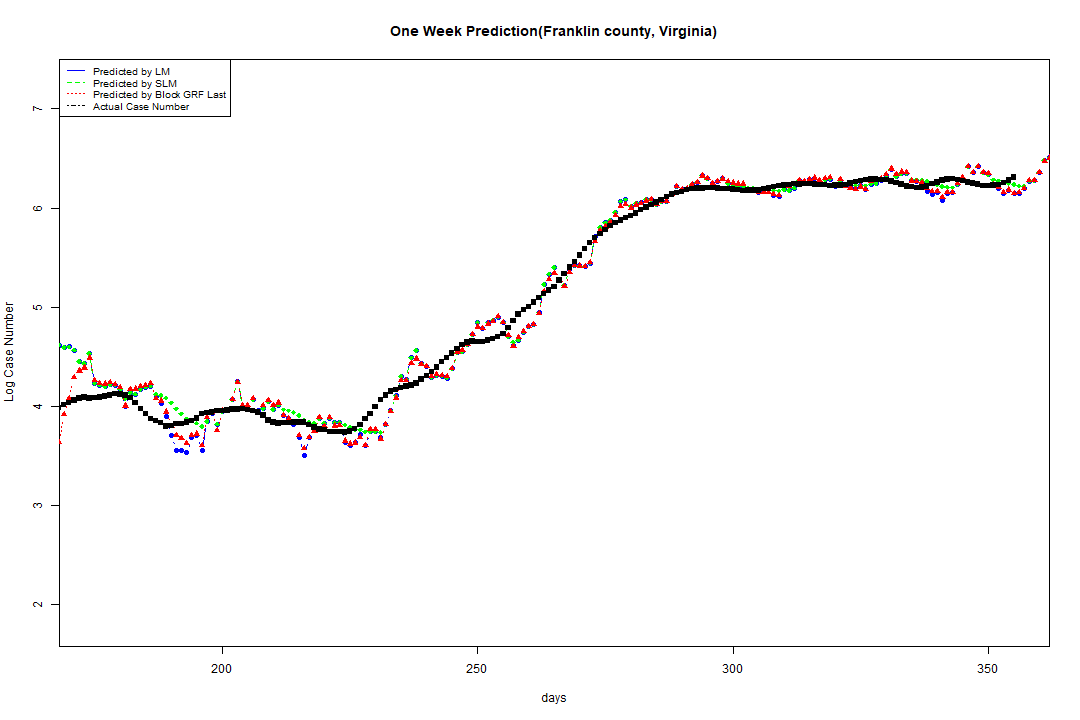 One Week Prediction(Franklin county, Virginia)
Predicted by LM
Predicted by SLM
Predicted by Block GRF Last
Actual Case Number
7
6
5
4
3
2
Log Case Number
200
250
300
350
days